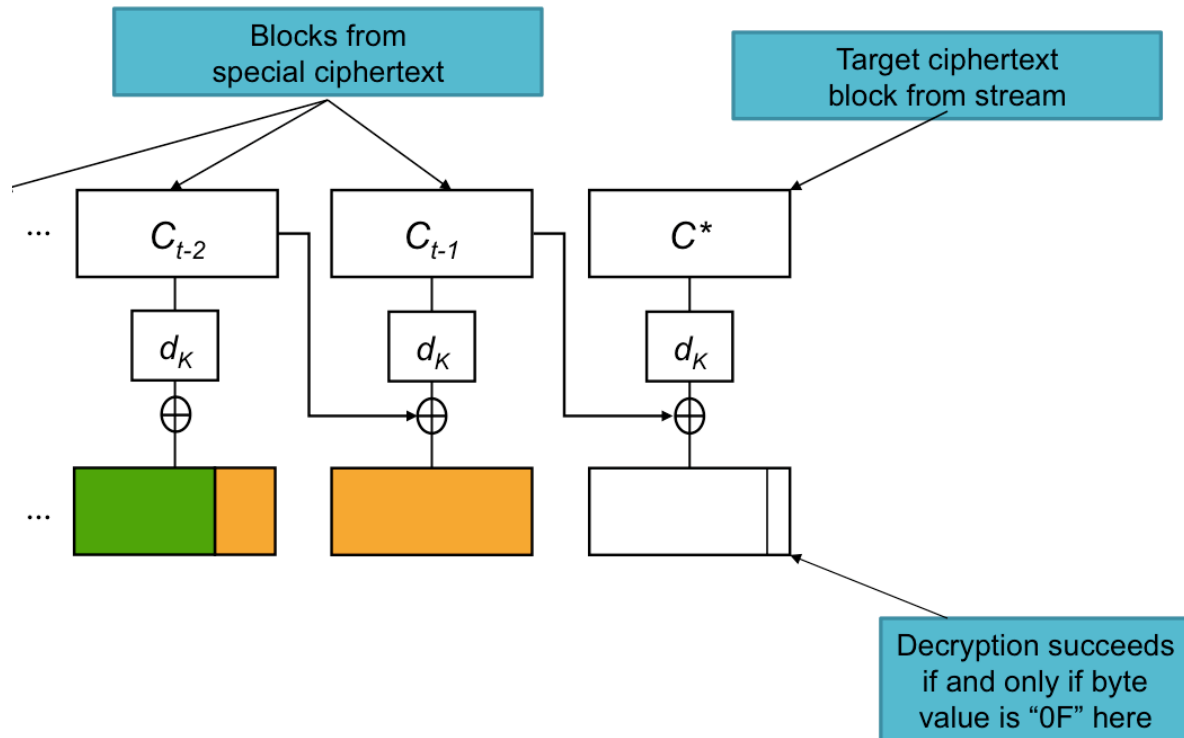 Blocks from
special ciphertext
Target ciphertext
block from stream
... C_{t-2} C_{t-1} C*
d_K d_K d_K
...
Decryption succeeds
if and only if byte
value is “0F” here